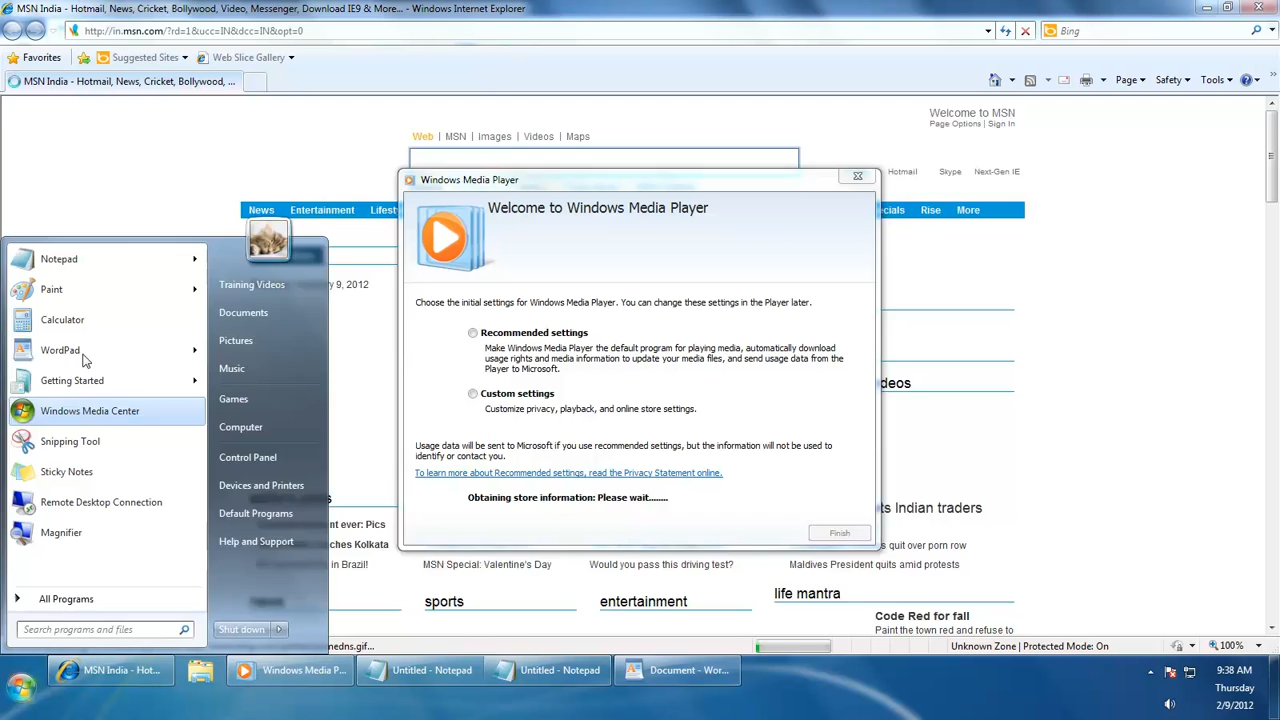 MSN India - Hotmail, News, Cricket, Bollywood, Video, Messenger, Download IE9 & More... - Windows Internet Explorer
http://in.msn.com/?rd=1&ucc=IN&dcc=IN&opt=0
Bing
Favorites
Suggested Sites
Web Slice Gallery
MSN India - Hotmail, News, Cricket, Bollywood, ...
Page
Safety
Tools
Welcome to MSN
Page Options | Sign In
Web | MSN | Images | Videos | Maps
Hotmail Skype Next-Gen IE
News Entertainment Lifest
ecials Rise More
y 9, 2012
deos
ts Indian traders
ent ever: Pics
aches Kolkata
quit over porn row
in Brazil!
MSN Special: Valentine's Day
Would you pass this driving test?
Maldives President quits amid protests
sports
entertainment
life mantra
Code Red for fall
Paint the town red and refuse to
Windows Media Player
Welcome to Windows Media Player
Choose the initial settings for Windows Media Player. You can change these settings in the Player later.
Recommended settings
Make Windows Media Player the default program for playing media, automatically download
usage rights and media information to update your media files, and send usage data from the
Player to Microsoft.
Custom settings
Customize privacy, playback, and online store settings.
Usage data will be sent to Microsoft if you use recommended settings, but the information will not be used to
identify or contact you.
To learn more about Recommended settings, read the Privacy Statement online.
Obtaining store information: Please wait........
Finish
Notepad
Paint
Calculator
WordPad
Getting Started
Windows Media Center
Snipping Tool
Sticky Notes
Remote Desktop Connection
Magnifier
All Programs
Search programs and files
Training Videos
Documents
Pictures
Music
Games
Computer
Control Panel
Devices and Printers
Default Programs
Help and Support
Shut down
medns.gif...
Unknown Zone | Protected Mode: On
100%
MSN India - Hot...
Windows Media P...
Untitled - Notepad
Untitled - Notepad
Document - Wor...
9:38 AM
Thursday
2/9/2012